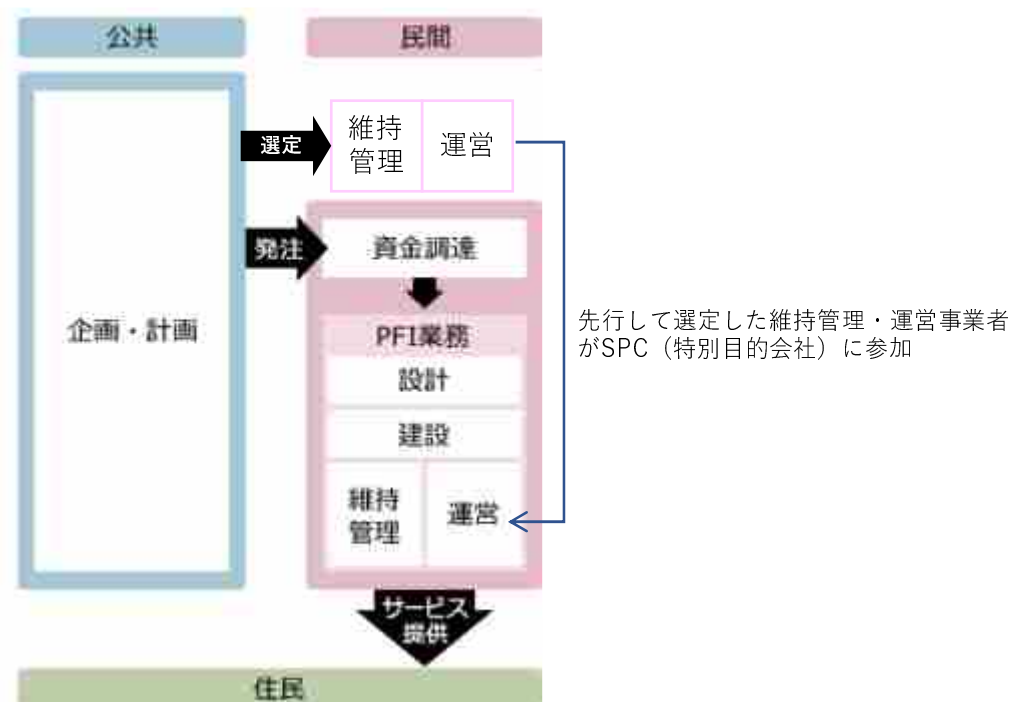 公共
民間
選定
維持
管理
運営
発注
資金調達
企画・計画
PFI業務
設計
建設
維持
管理
運営
先行して選定した維持管理・運営事業者
がSPC（特別目的会社）に参加
サービス
提供
住民